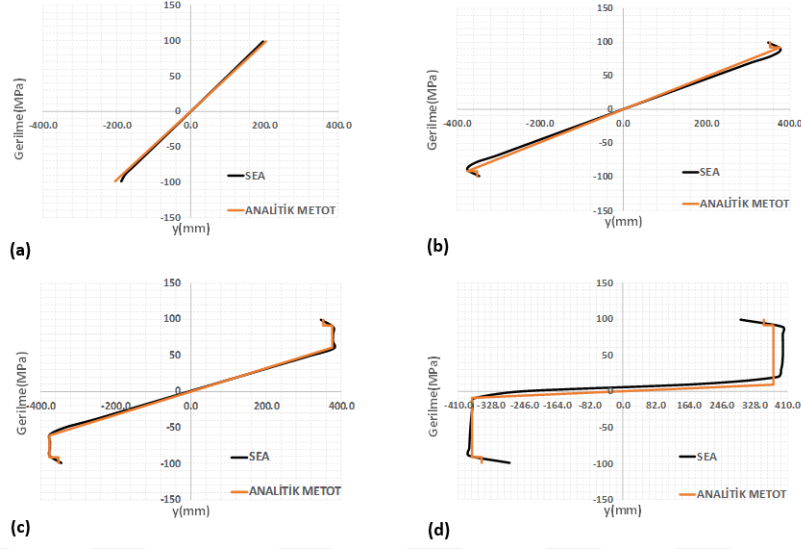 Gerilme(MPa)
150
100
50
0
-50
-100
-150
-400.0 -200.0 0.0 200.0 400.0
SEA
ANALİTİK METOT
y(mm)
(a)
Gerilme(MPa)
150
100
50
0
-50
-100
-150
-400.0 -200.0 0.0 200.0 400.0
SEA
ANALİTİK METOT
y(mm)
(b)
Gerilme(MPa)
150
100
50
0
-50
-100
-150
-400.0 -200.0 0.0 200.0 400.0
SEA
ANALİTİK METOT
y(mm)
(c)
Gerilme(MPa)
150
100
50
0
-50
-100
-150
-410.0 -328.0 -246.0 -164.0 -82.0 0.0 82.0 164.0 246.0 328.0 410.0
SEA
ANALİTİK METOT
y(mm)
(d)